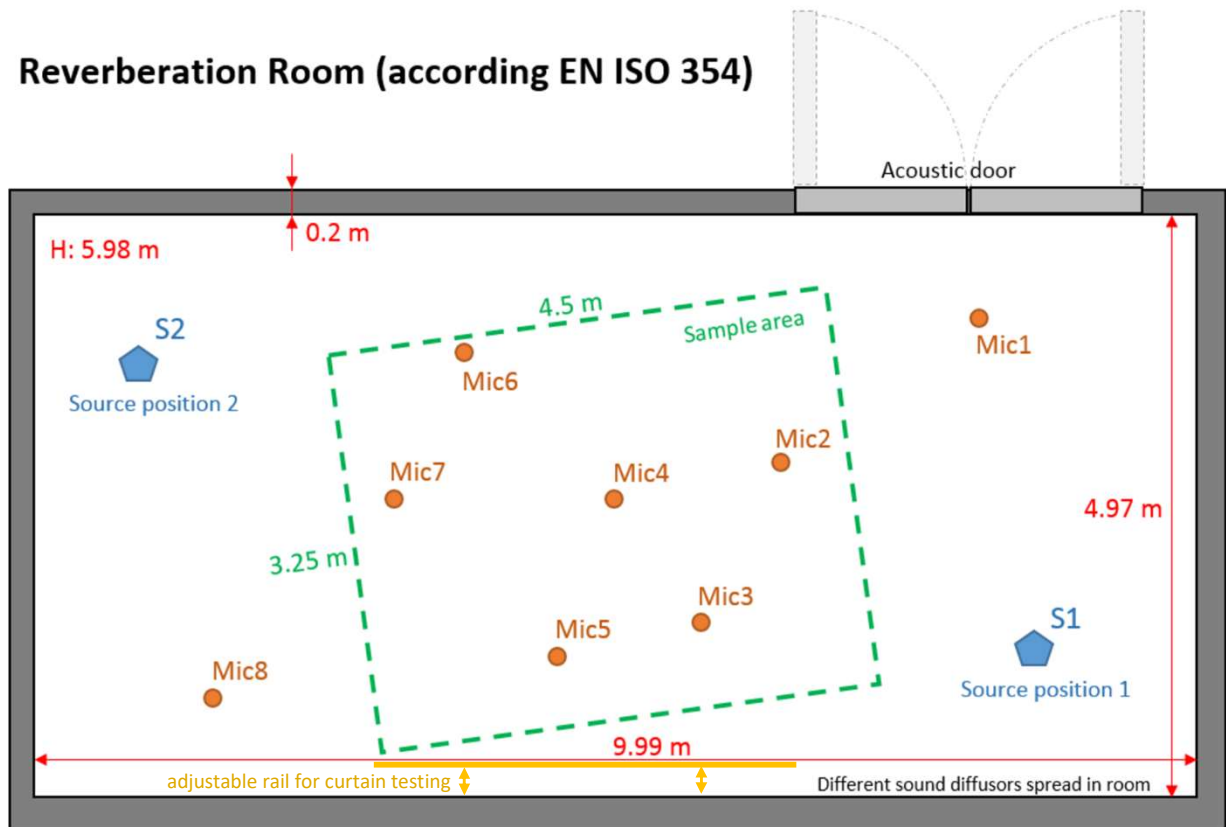 Reverberation Room (according EN ISO 354)
Acoustic door
0.2 m
H: 5.98 m
4.5 m
Sample area
S2
Source position 2
Mic1
Mic6
Mic2
Mic7
Mic4
4.97 m
3.25 m
Mic3
S1
Mic5
Mic8
Source position 1
9.99 m
adjustable rail for curtain testing
Different sound diffusors spread in room